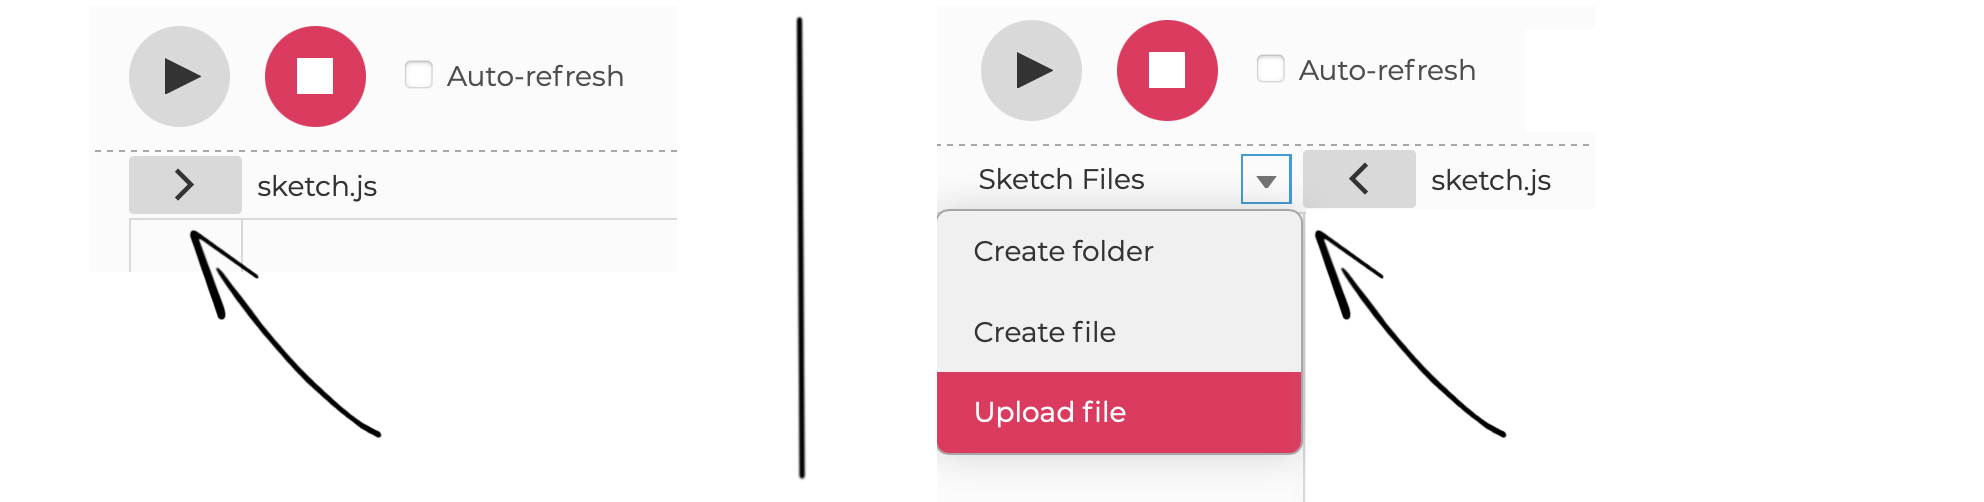 Auto-refresh
sketch.js
Auto-refresh
Sketch Files
sketch.js
Create folder
Create file
Upload file